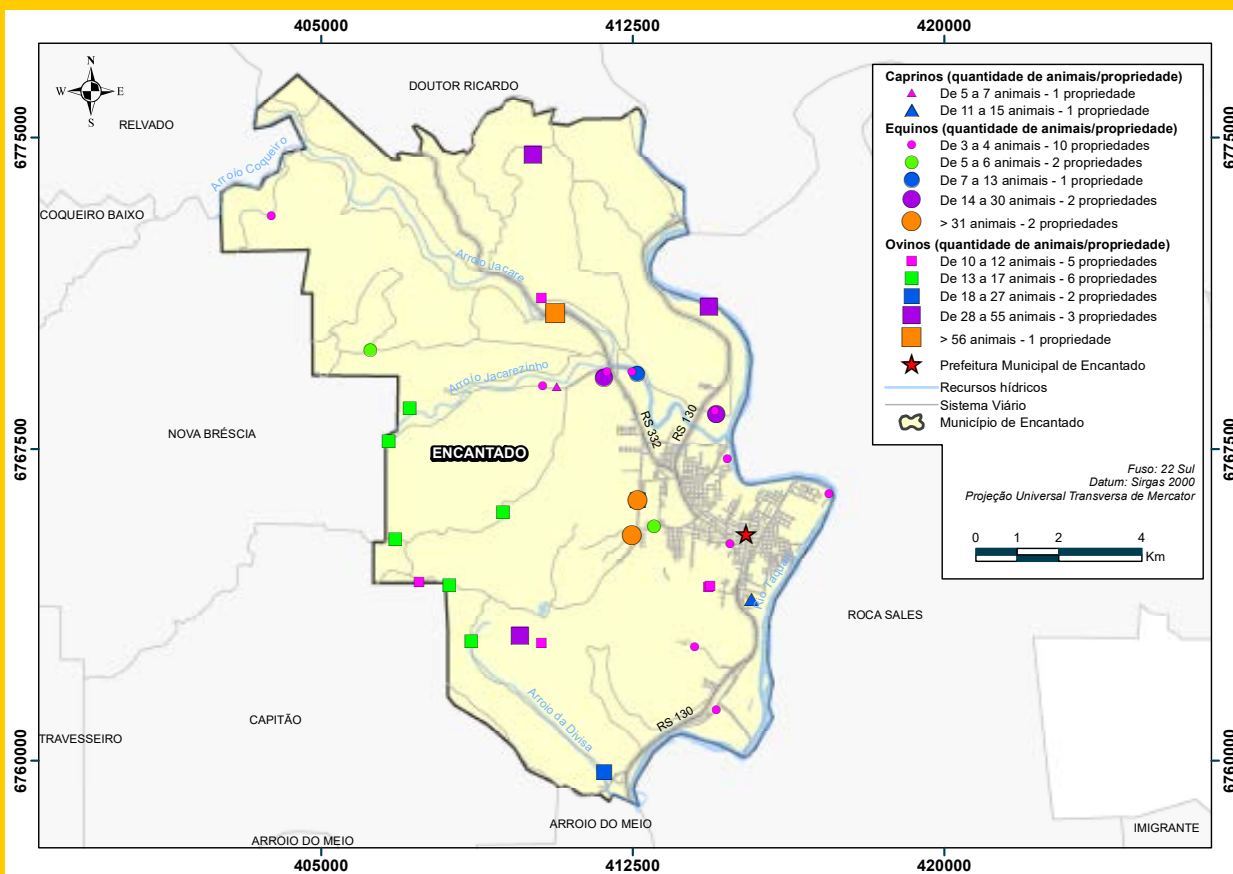 405000
412500
420000
N
W
E
S
DOUTOR RICARDO
RELVADO
COQUEIRO BAIXO
Arroio Coqueiro
Arroio Jacaré
Arroio Jacarezinho
NOVA BRÉSCIA
ENCANTADO
RS 332
RS 130
Rio Taquari
ROCA SALES
CAPITÃO
TRAVESSEIRO
Arroio da Divisa
RS 130
ARROIO DO MEIO
ARROIO DO MEIO
IMIGRANTE
6775000
6767500
6760000
6775000
6767500
6760000
Caprinos (quantidade de animais/propriedade)
De 5 a 7 animais - 1 propriedade
De 11 a 15 animais - 1 propriedade
Equinos (quantidade de animais/propriedade)
De 3 a 4 animais - 10 propriedades
De 5 a 6 animais - 2 propriedades
De 7 a 13 animais - 1 propriedade
De 14 a 30 animais - 2 propriedades
> 31 animais - 2 propriedades
Ovinos (quantidade de animais/propriedade)
De 10 a 12 animais - 5 propriedades
De 13 a 17 animais - 6 propriedades
De 18 a 27 animais - 2 propriedades
De 28 a 55 animais - 3 propriedades
> 56 animais - 1 propriedade
Prefeitura Municipal de Encantado
Recursos hídricos
Sistema Viário
Município de Encantado
Fuso: 22 Sul
Datum: Sirgas 2000
Projeção Universal Transversa de Mercator
0 1 2 4
Km
405000
412500
420000